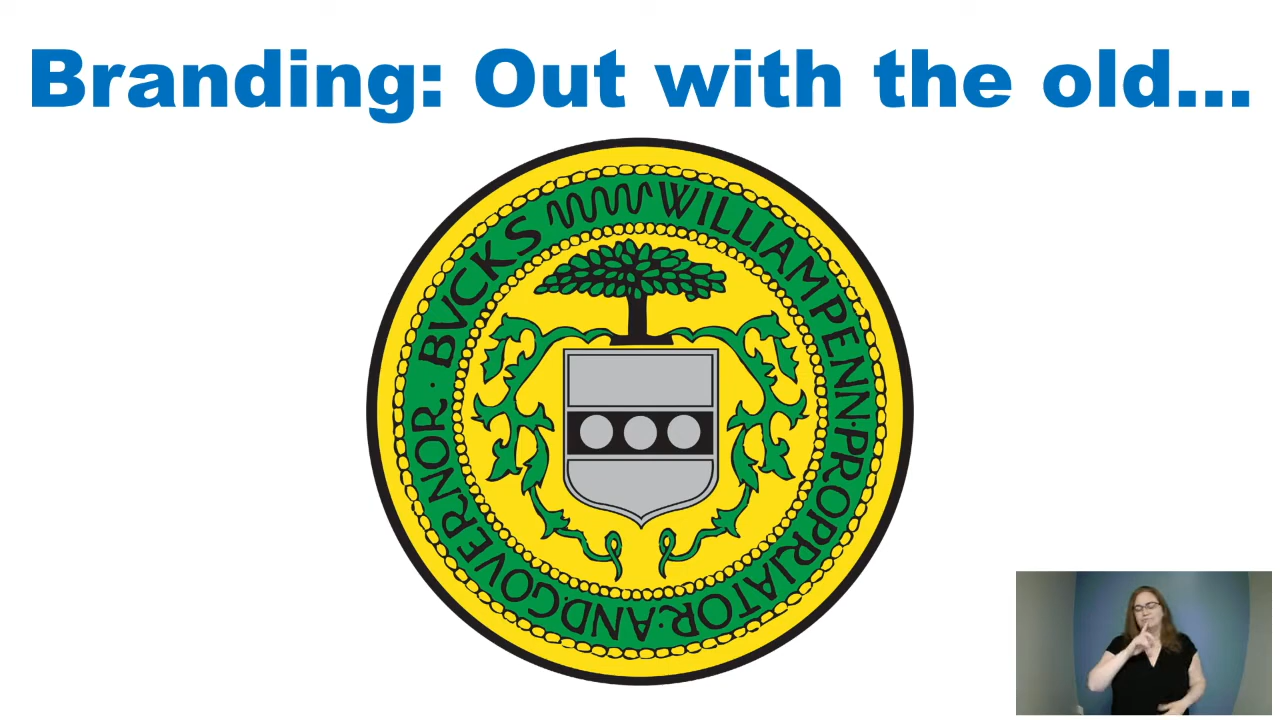 Branding: Out with the old...
WILLIAM PENN · PROPRIATOR · AND · GOVERNOR · BVCKS